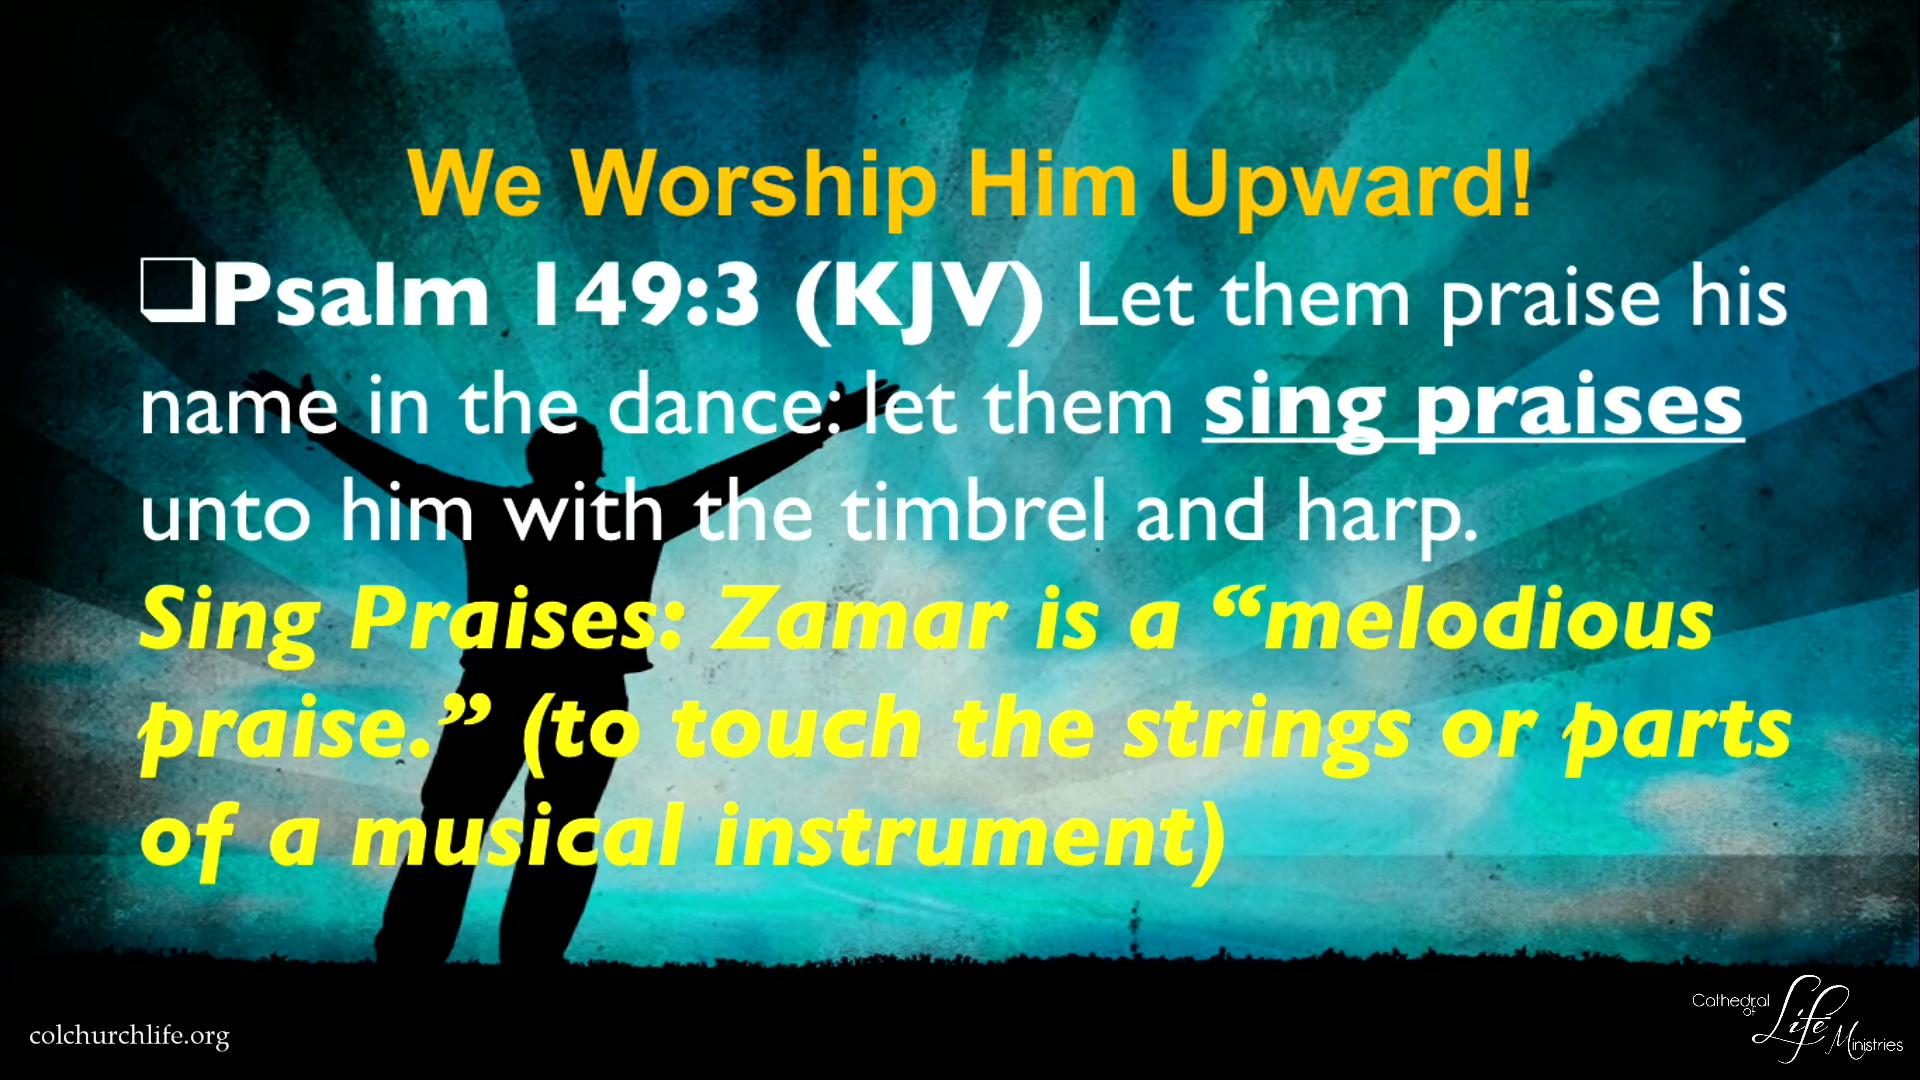 We Worship Him Upward!
❑Psalm 149:3 (KJV) Let them praise his
name in the dance: let them sing praises
unto him with the timbrel and harp.
Sing Praises: Zamar is a “melodious
praise.” (to touch the strings or parts
of a musical instrument)
colchurchlife.org
Cathedral
OF
Life
Ministries